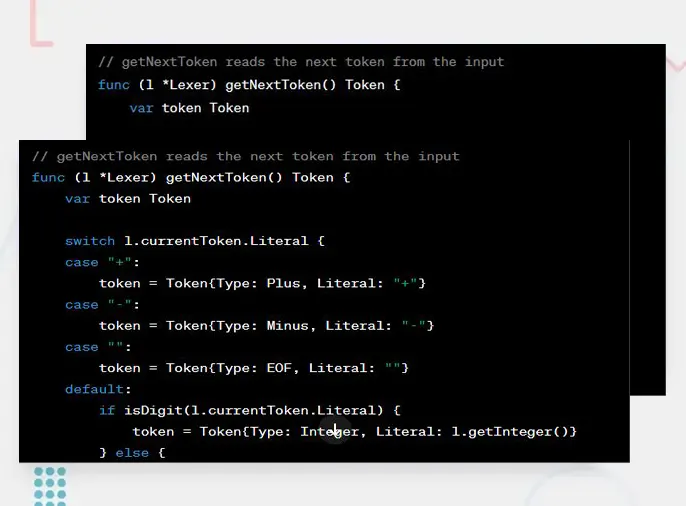 // getNextToken reads the next token from the input
func (l *Lexer) getNextToken() Token {
    var token Token
// getNextToken reads the next token from the input
func (l *Lexer) getNextToken() Token {
    var token Token
    switch l.currentToken.Literal {
    case "+":
        token = Token{Type: Plus, Literal: "+"}
    case "-":
        token = Token{Type: Minus, Literal: "-"}
    case "":
        token = Token{Type: EOF, Literal: ""}
    default:
        if isDigit(l.currentToken.Literal) {
            token = Token{Type: Integer, Literal: l.getInteger()}
        } else {